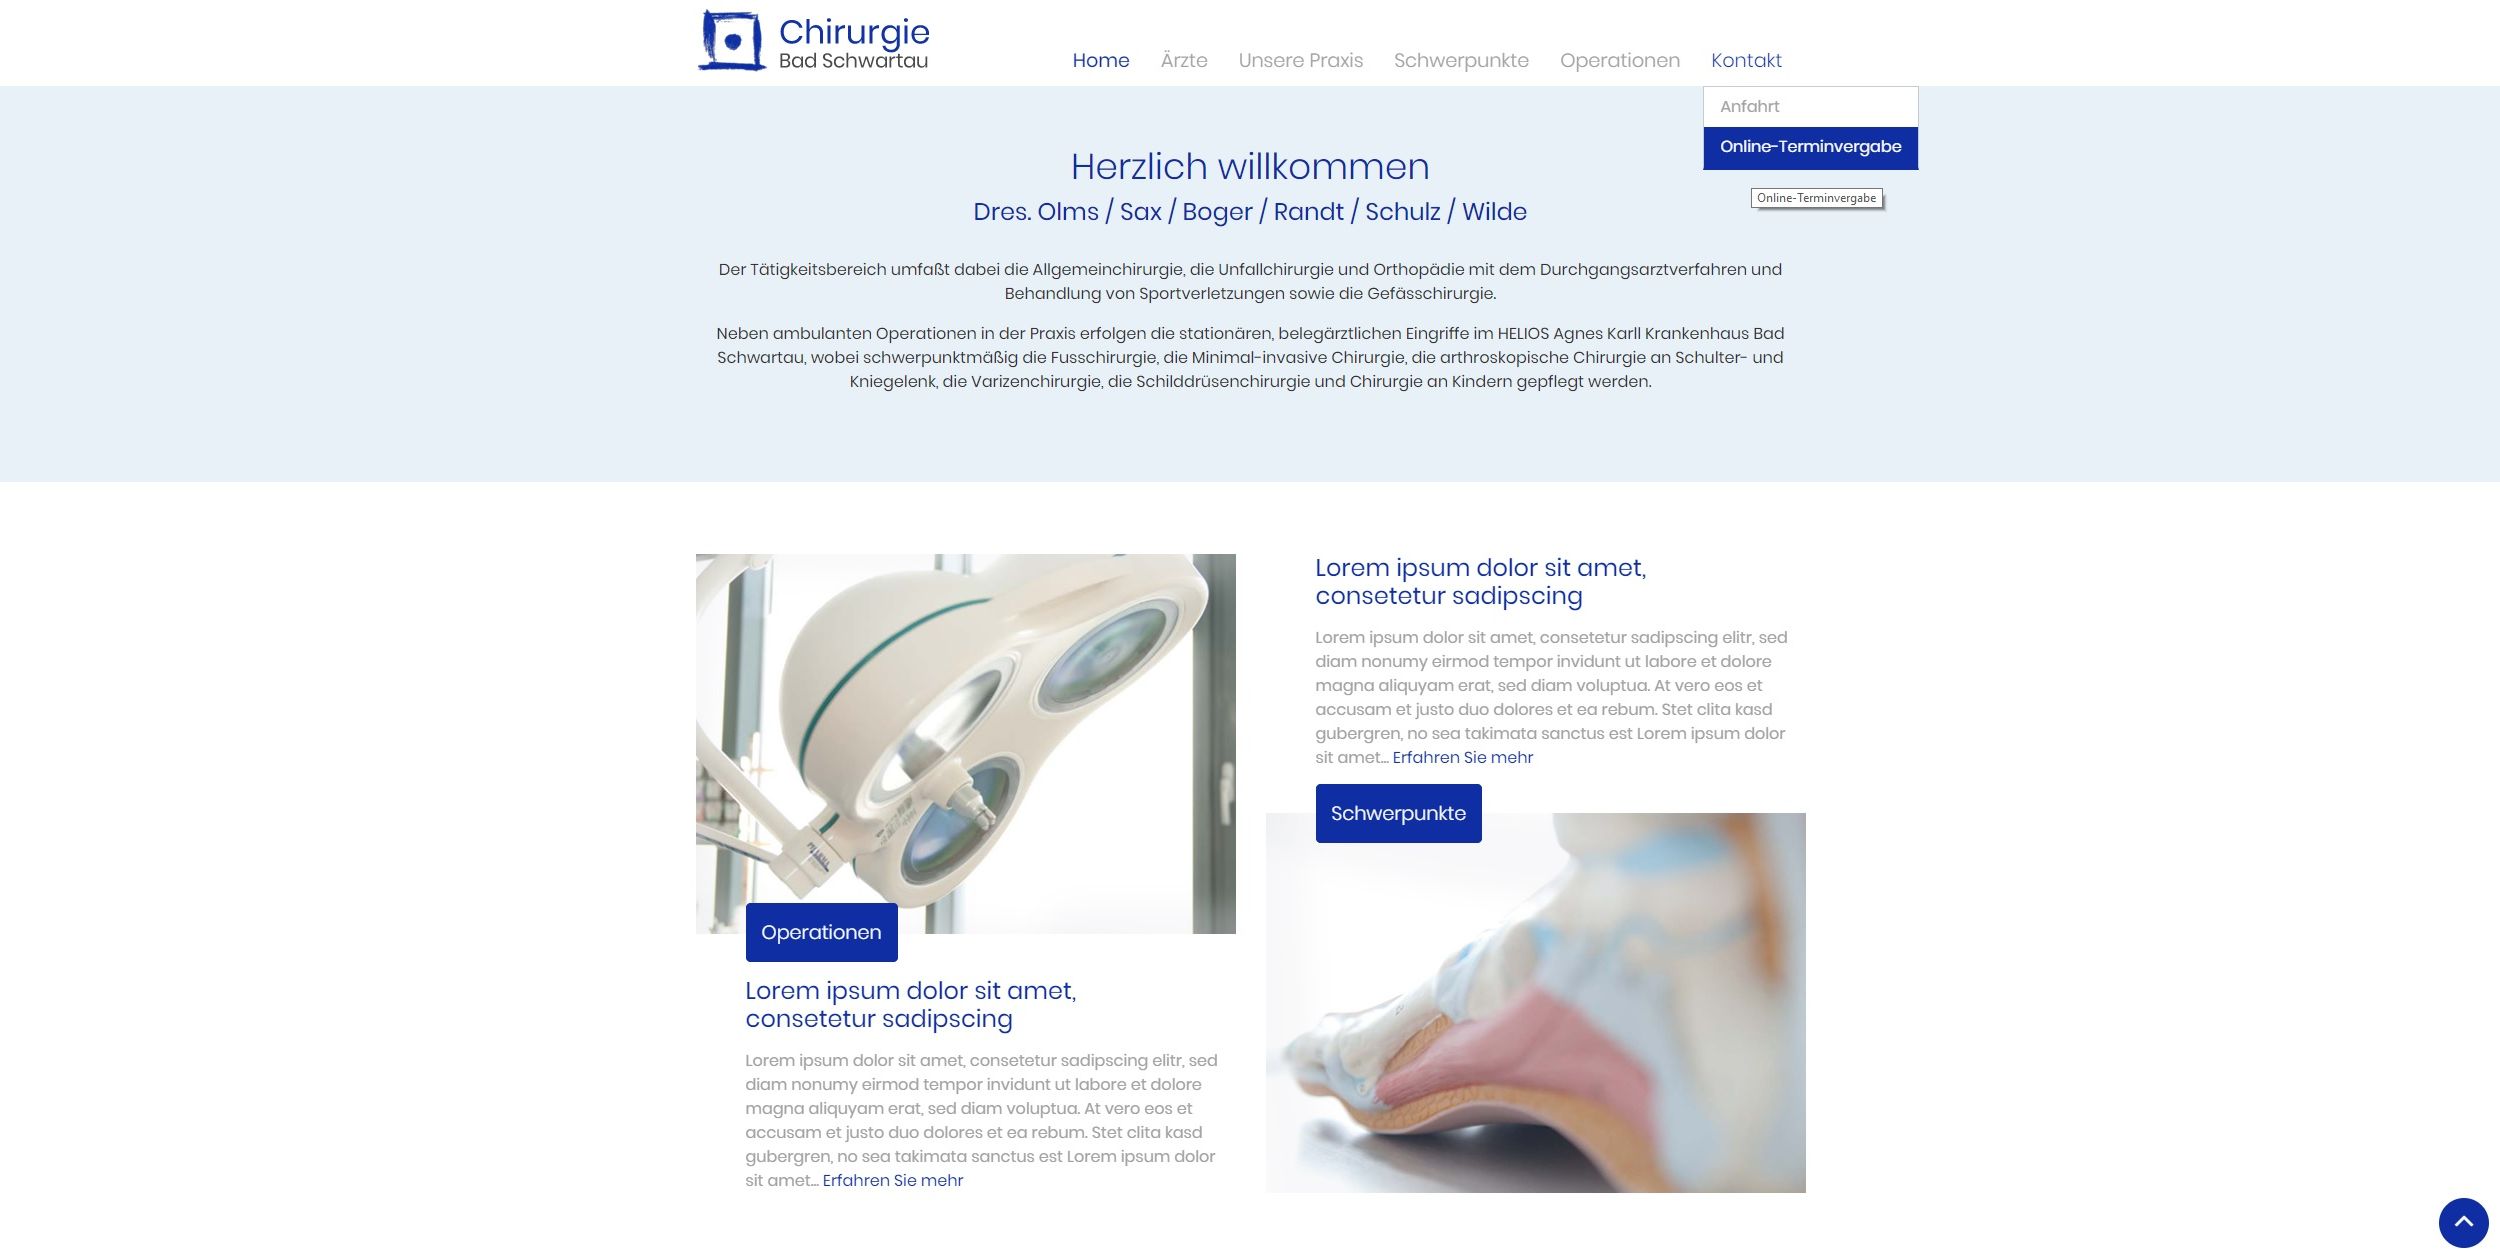 Chirurgie
Bad Schwartau
Home Ärzte Unsere Praxis Schwerpunkte Operationen Kontakt
Anfahrt
Online-Terminvergabe
Online-Terminvergabe
Herzlich willkommen
Dres. Olms / Sax / Boger / Randt / Schulz / Wilde
Der Tätigkeitsbereich umfaßt dabei die Allgemeinchirurgie, die Unfallchirurgie und Orthopädie mit dem Durchgangsarztverfahren und
Behandlung von Sportverletzungen sowie die Gefässchirurgie.
Neben ambulanten Operationen in der Praxis erfolgen die stationären, belegärztlichen Eingriffe im HELIOS Agnes Karll Krankenhaus Bad
Schwartau, wobei schwerpunktmäßig die Fusschirurgie, die Minimal-invasive Chirurgie, die arthroskopische Chirurgie an Schulter- und
Kniegelenk, die Varizenchirurgie, die Schilddrüsenchirurgie und Chirurgie an Kindern gepflegt werden.
Operationen
Lorem ipsum dolor sit amet,
consetetur sadipscing
Lorem ipsum dolor sit amet, consetetur sadipscing elitr, sed
diam nonumy eirmod tempor invidunt ut labore et dolore
magna aliquyam erat, sed diam voluptua. At vero eos et
accusam et justo duo dolores et ea rebum. Stet clita kasd
gubergren, no sea takimata sanctus est Lorem ipsum dolor
sit amet... Erfahren Sie mehr
Lorem ipsum dolor sit amet,
consetetur sadipscing
Lorem ipsum dolor sit amet, consetetur sadipscing elitr, sed
diam nonumy eirmod tempor invidunt ut labore et dolore
magna aliquyam erat, sed diam voluptua. At vero eos et
accusam et justo duo dolores et ea rebum. Stet clita kasd
gubergren, no sea takimata sanctus est Lorem ipsum dolor
sit amet... Erfahren Sie mehr
Schwerpunkte